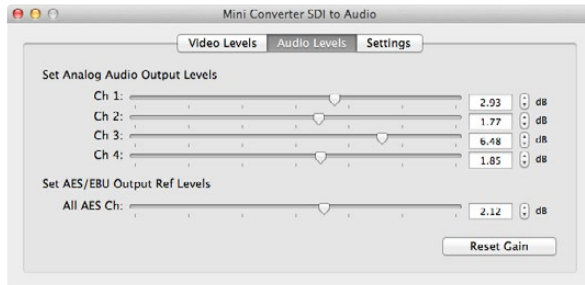 Mini Converter SDI to Audio
Video Levels Audio Levels Settings
Set Analog Audio Output Levels
Ch 1: 2.93 dB
Ch 2: 1.77 dB
Ch 3: 6.48 dB
Ch 4: 1.85 dB
Set AES/EBU Output Ref Levels
All AES Ch: 2.12 dB
Reset Gain